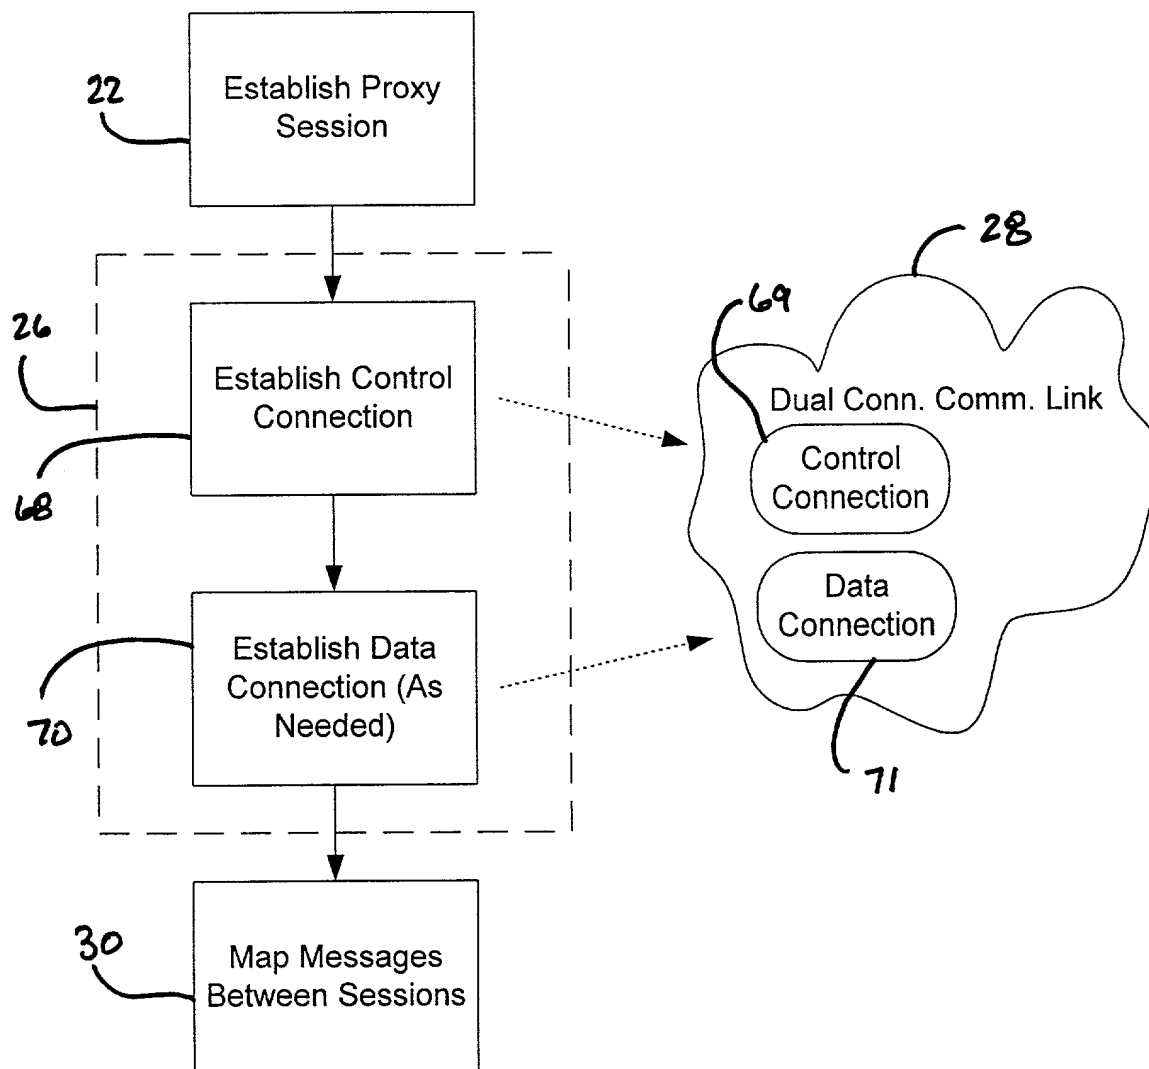 22
Establish Proxy
Session
28
69
26
Establish Control
Connection
Dual Conn. Comm. Link
Control
Connection
68
Data
Connection
Establish Data
Connection (As
Needed)
70
71
30
Map Messages
Between Sessions